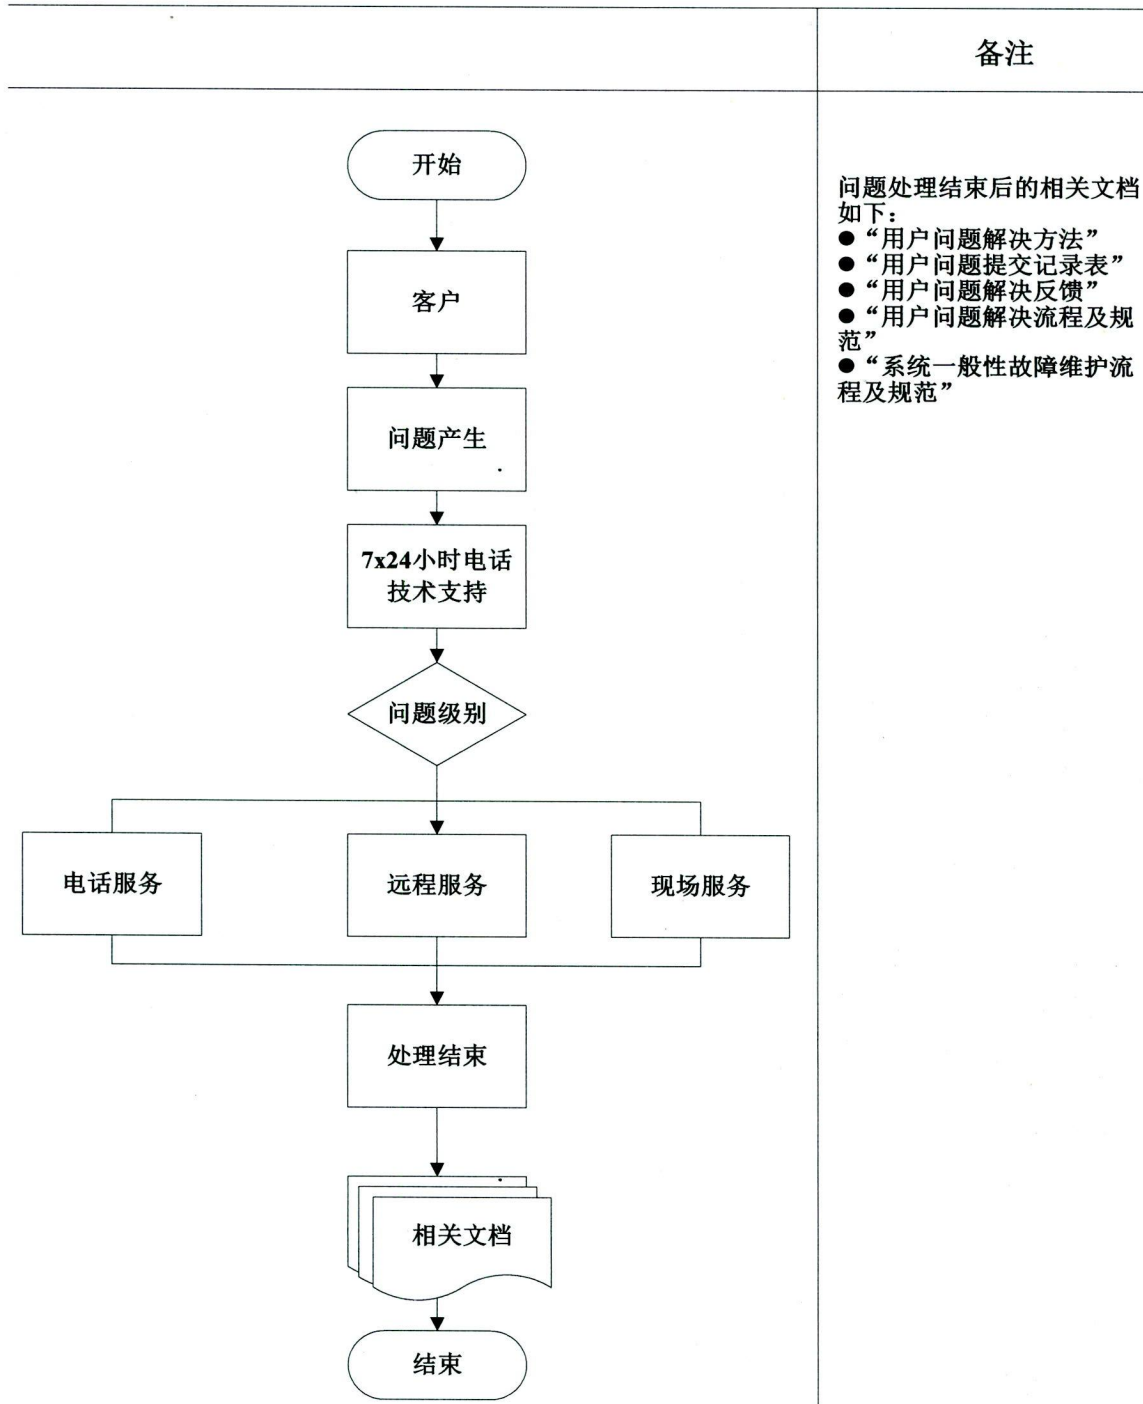 备注
开始
客户
问题产生
7x24小时电话
技术支持
问题级别
电话服务
远程服务
现场服务
处理结束
相关文档
结束
问题处理结束后的相关文档
如下：
●“用户问题解决方法”
●“用户问题提交记录表”
●“用户问题解决反馈”
●“用户问题解决流程及规
范”
●“系统一般性故障维护流
程及规范”